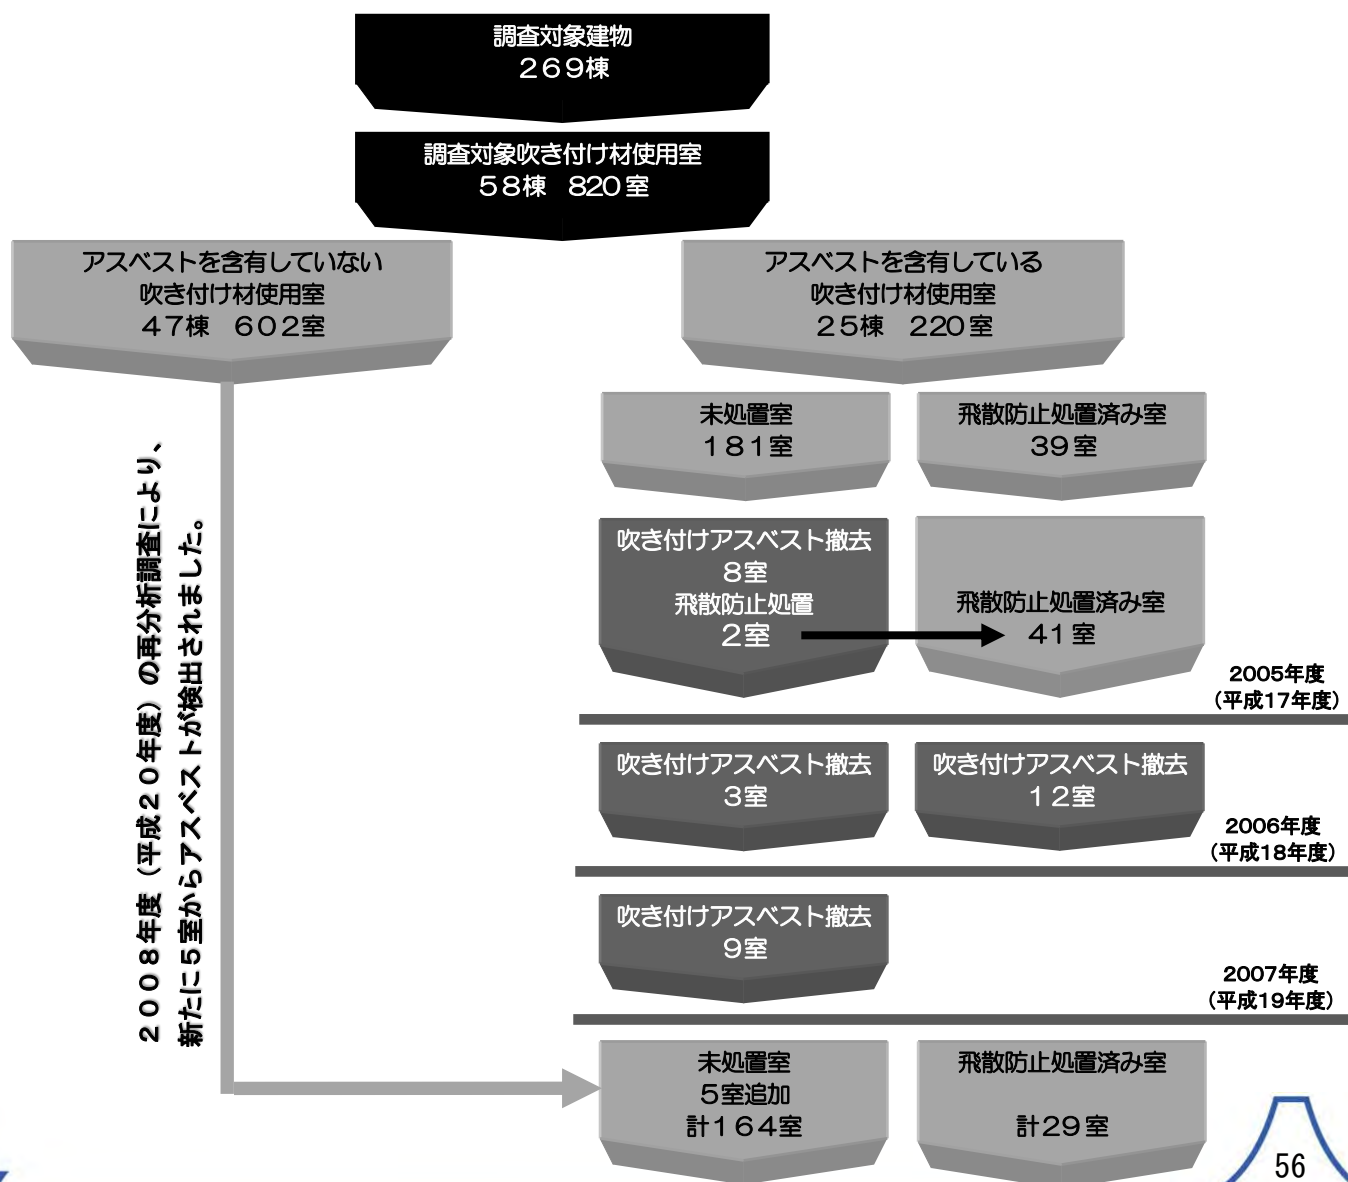 調査対象建物
２６９棟
調査対象吹き付け材使用室
５８棟　820室
アスベストを含有していない
吹き付け材使用室
４７棟　６０２室
アスベストを含有している
吹き付け材使用室
２５棟　220室
未処置室
１８１室
飛散防止処置済み室
３９室
吹き付けアスベスト撤去
８室
飛散防止処置
２室
飛散防止処置済み室
４１室
2005年度
（平成17年度）
吹き付けアスベスト撤去
３室
吹き付けアスベスト撤去
１２室
2006年度
（平成18年度）
吹き付けアスベスト撤去
９室
2007年度
（平成19年度）
２００８年度（平成２０年度）の再分析調査により、
新たに５室からアスベストが検出されました。
未処置室
５室追加
計１６４室
飛散防止処置済み室
計29室
56